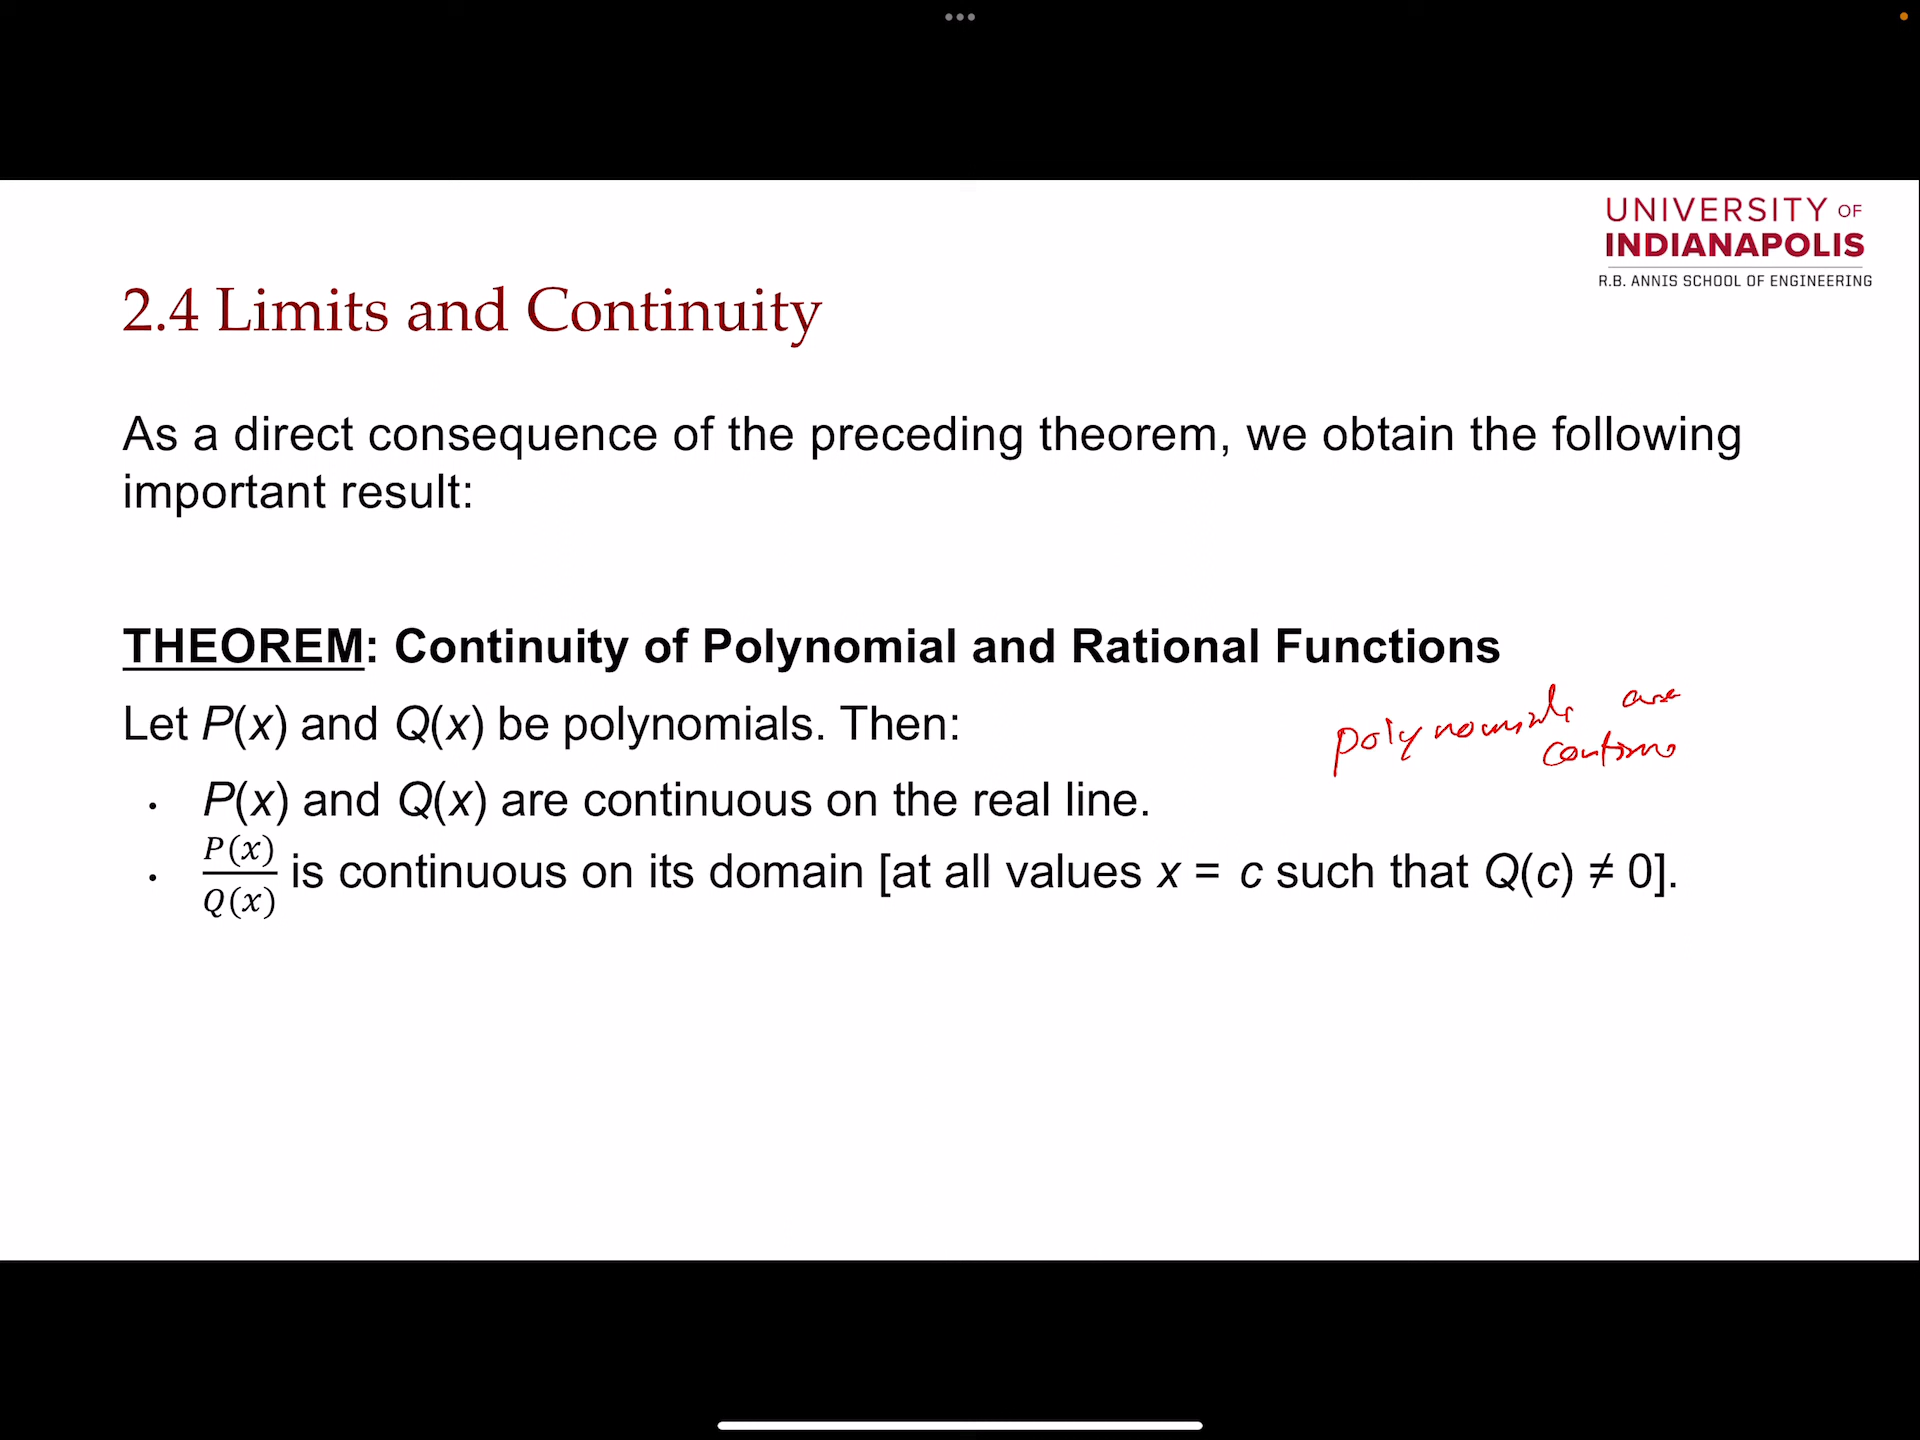 UNIVERSITY OF
INDIANAPOLIS
R.B. ANNIS SCHOOL OF ENGINEERING
2.4 Limits and Continuity
As a direct consequence of the preceding theorem, we obtain the following
important result:
THEOREM: Continuity of Polynomial and Rational Functions
Let P(x) and Q(x) be polynomials. Then:
polynomials are
• P(x) and Q(x) are continuous on the real line.
• P(x)/Q(x) is continuous on its domain [at all values x = c such that Q(c) ≠ 0].